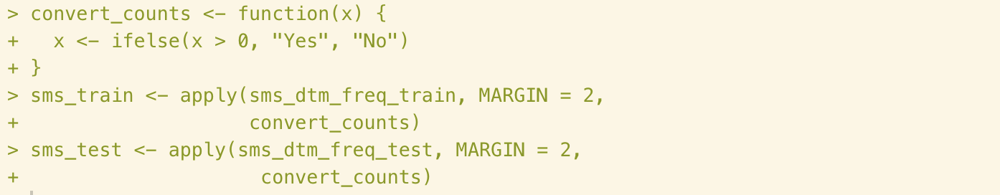 > convert_counts <- function(x) {
+   x <- ifelse(x > 0, "Yes", "No")
+ }
> sms_train <- apply(sms_dtm_freq_train, MARGIN = 2,
+                    convert_counts)
> sms_test <- apply(sms_dtm_freq_test, MARGIN = 2,
+                     convert_counts)